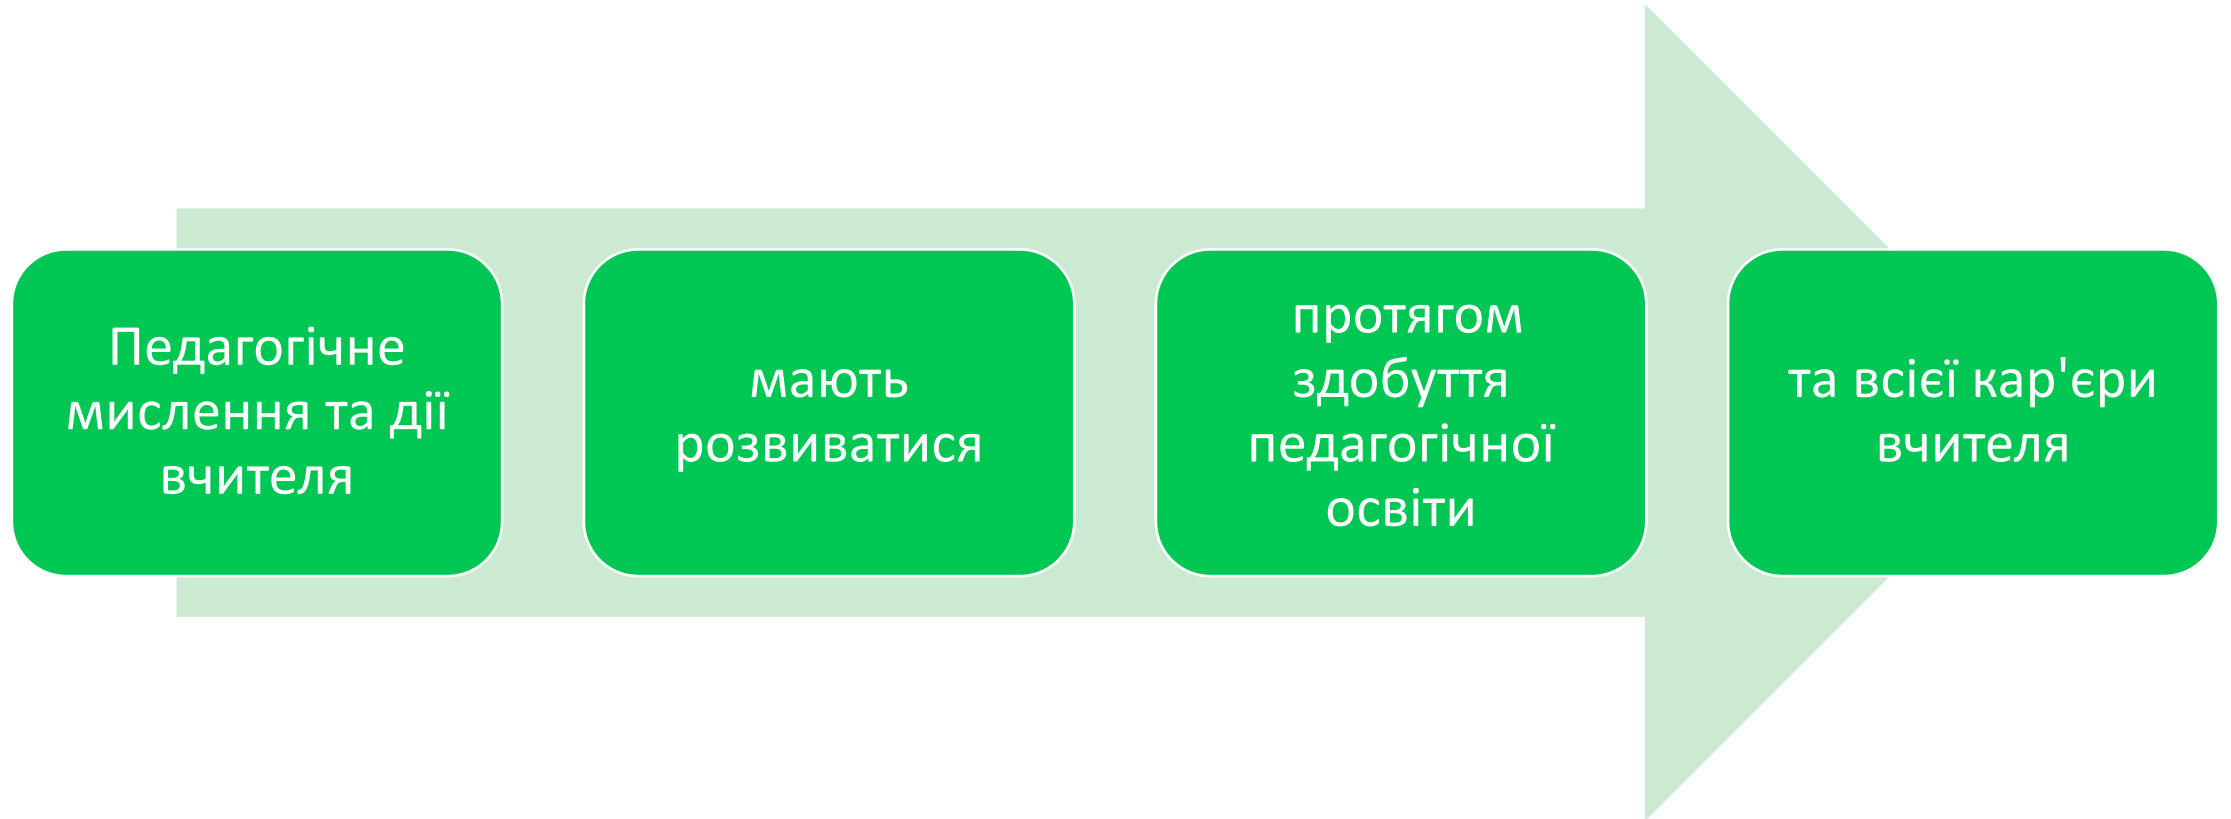 Педагогічне
мислення та дії
вчителя
мають
розвиватися
протягом
здобуття
педагогічної
освіти
та всієї кар'єри
вчителя